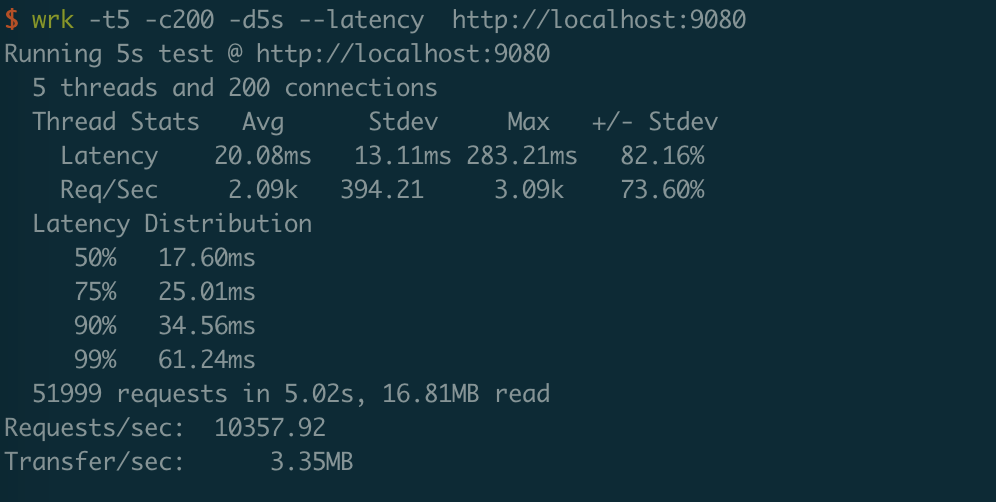 $ wrk -t5 -c200 -d5s --latency  http://localhost:9080
Running 5s test @ http://localhost:9080
  5 threads and 200 connections
  Thread Stats   Avg      Stdev     Max   +/- Stdev
    Latency    20.08ms   13.11ms 283.21ms   82.16%
    Req/Sec     2.09k   394.21     3.09k    73.60%
  Latency Distribution
     50%   17.60ms
     75%   25.01ms
     90%   34.56ms
     99%   61.24ms
  51999 requests in 5.02s, 16.81MB read
Requests/sec:  10357.92
Transfer/sec:      3.35MB